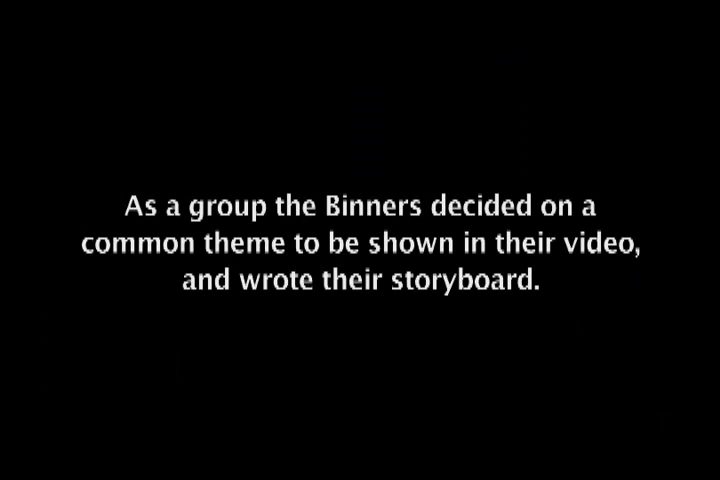 As a group the Binners decided on a
common theme to be shown in their video,
and wrote their storyboard.